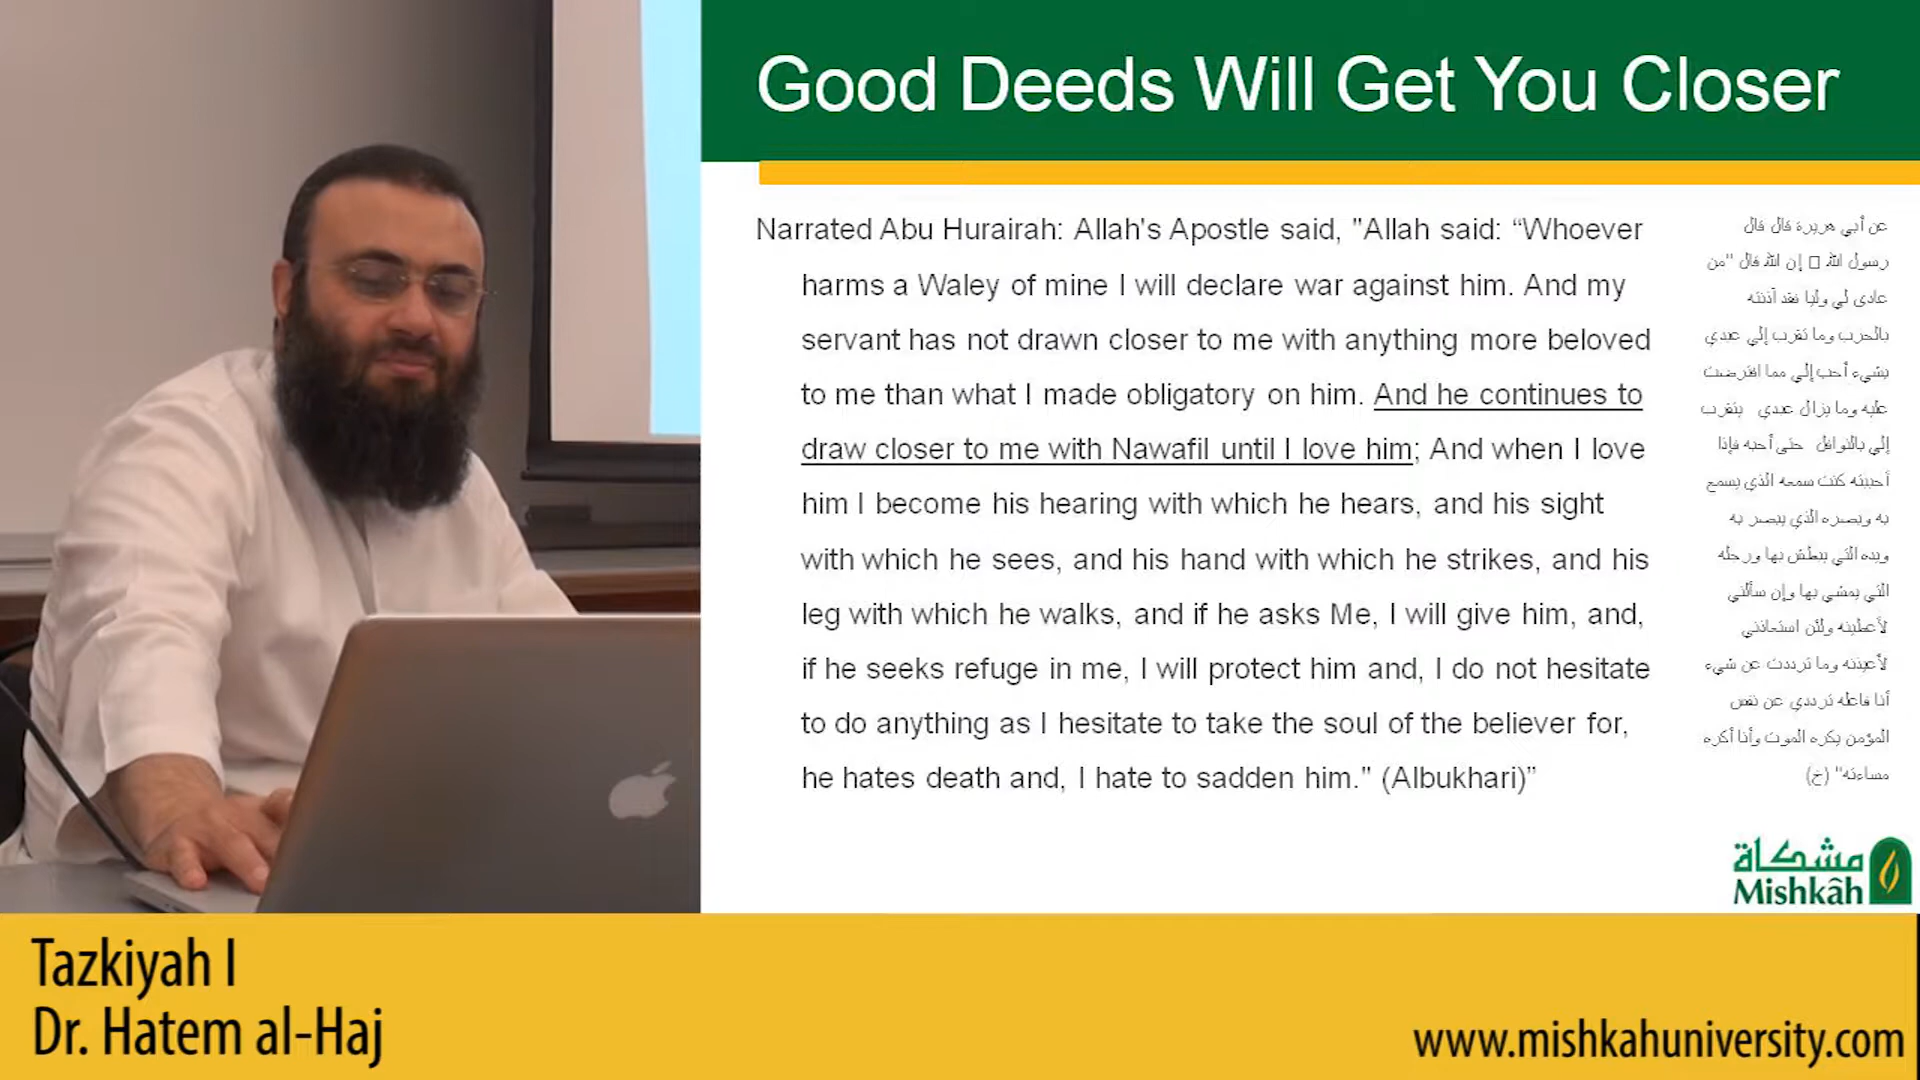 Good Deeds Will Get You Closer
Narrated Abu Hurairah: Allah's Apostle said, "Allah said: “Whoever
harms a Waley of mine I will declare war against him. And my
servant has not drawn closer to me with anything more beloved
to me than what I made obligatory on him. And he continues to
draw closer to me with Nawafil until I love him; And when I love
him I become his hearing with which he hears, and his sight
with which he sees, and his hand with which he strikes, and his
leg with which he walks, and if he asks Me, I will give him, and,
if he seeks refuge in me, I will protect him and, I do not hesitate
to do anything as I hesitate to take the soul of the believer for,
he hates death and, I hate to sadden him." (Albukhari)”
عن أبي هريرة قال قال
رسول الله إن الله قال "من
عادى لي وليا فقد آذنته
بالحرب وما تقرب إلي عبدي
بشيء أحب إلي مما افترضت
عليه وما يزال عبدي يتقرب
إلي بالنوافل حتى أحبه فإذا
أحببته كنت سمعه الذي يسمع
به وبصره الذي يبصر به
ويده التي يبطش بها ورجله
التي يمشي بها وإن سألني
لأعطينه ولئن استعاذني
لأعيذنه وما ترددت عن شيء
أنا فاعله ترددي عن نفس
المؤمن يكره الموت وأنا أكره
مساءته" (خ)
مشكاة
Mishkâh
Tazkiyah I
Dr. Hatem al-Haj
www.mishkahuniversity.com